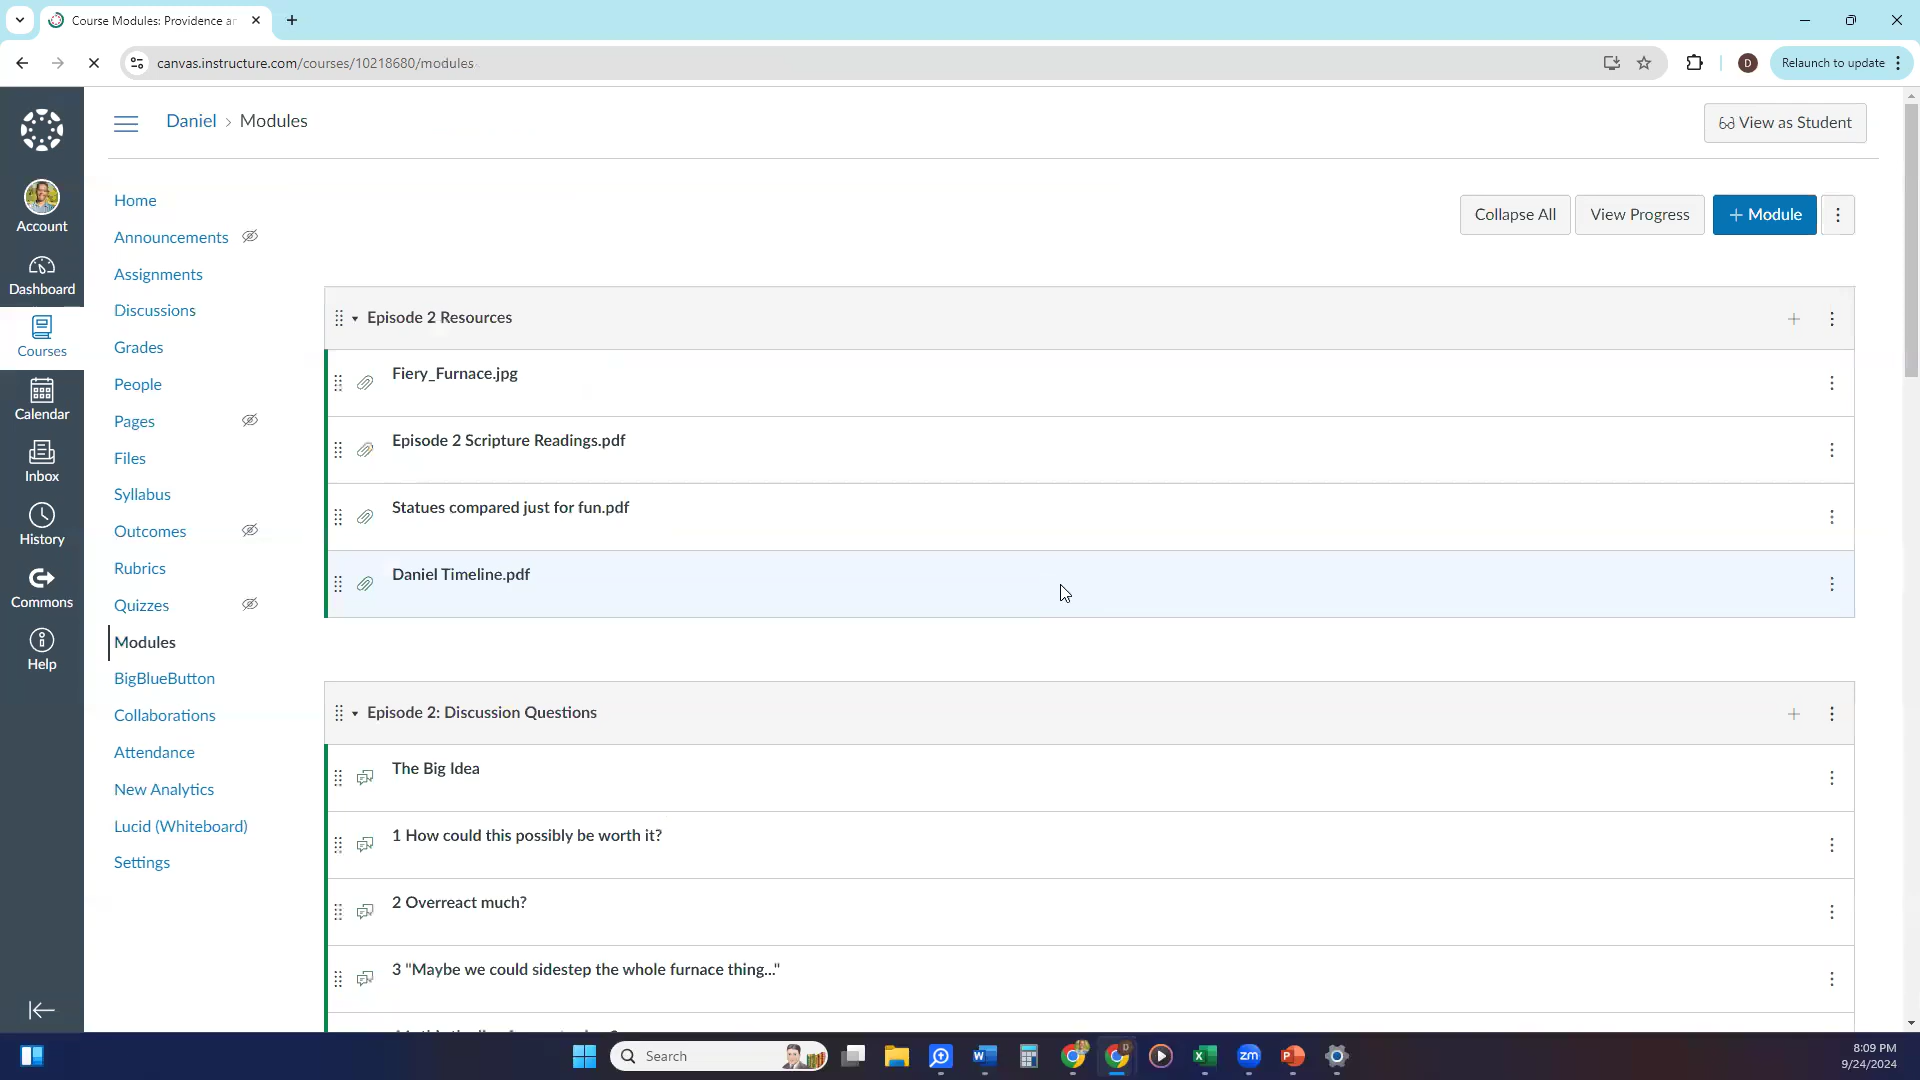 Course Modules: Providence a
canvas.instructure.com/courses/10218680/modules
D
Relaunch to update
Daniel › Modules
View as Student
Account
Dashboard
Courses
Calendar
Inbox
History
Commons
Help
Home
Announcements
Assignments
Discussions
Grades
People
Pages
Files
Syllabus
Outcomes
Rubrics
Quizzes
Modules
BigBlueButton
Collaborations
Attendance
New Analytics
Lucid (Whiteboard)
Settings
Collapse All
View Progress
+ Module
Episode 2 Resources
Fiery_Furnace.jpg
Episode 2 Scripture Readings.pdf
Statues compared just for fun.pdf
Daniel Timeline.pdf
Episode 2: Discussion Questions
The Big Idea
1 How could this possibly be worth it?
2 Overreact much?
3 "Maybe we could sidestep the whole furnace thing..."
Search
8:09 PM
9/24/2024